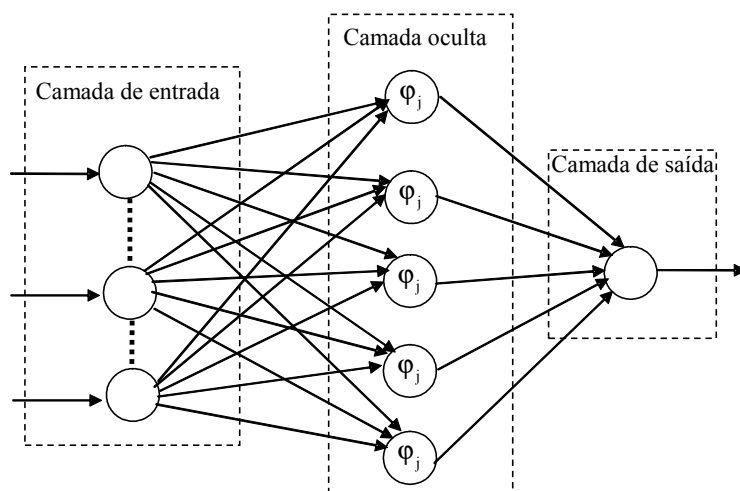 Camada oculta
Camada de entrada
Camada de saída
φj
φj
φj
φj
φj